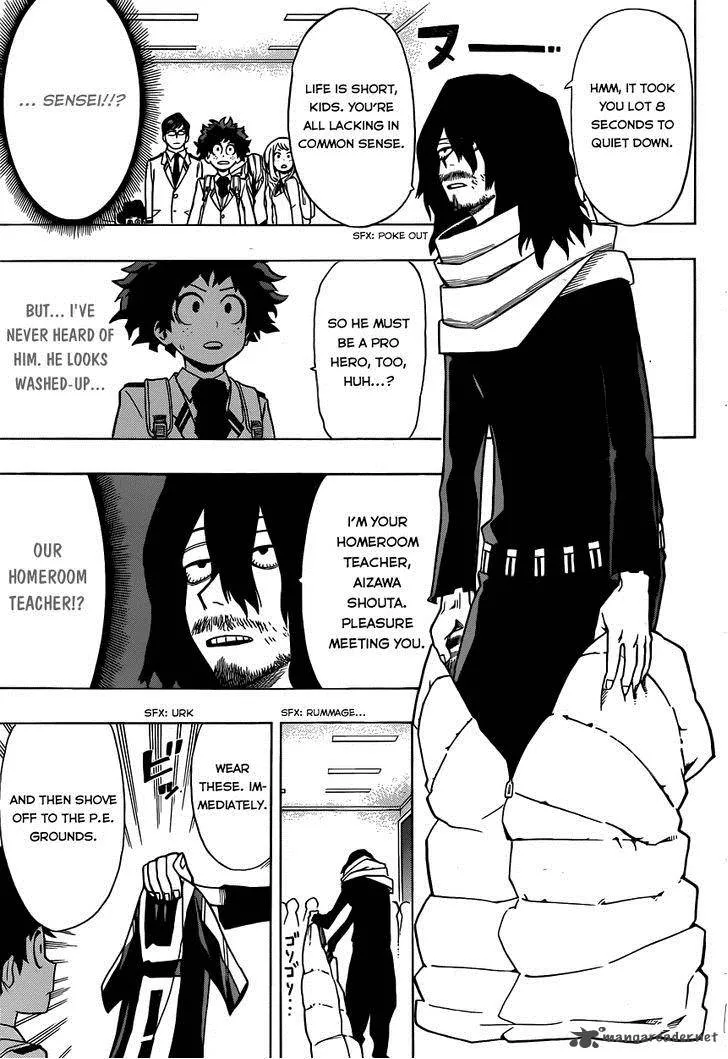 ヌーーー…
HMM, IT TOOK
YOU LOT 8
SECONDS TO
QUIET DOWN.
LIFE IS SHORT,
KIDS. YOU'RE
ALL LACKING IN
COMMON SENSE.
... SENSEI!!?
SFX: POKE OUT
SO HE MUST
BE A PRO
HERO, TOO,
HUH...?
BUT... I'VE
NEVER HEARD OF
HIM. HE LOOKS
WASHED-UP...
I'M YOUR
HOMEROOM
TEACHER,
AIZAWA
SHOUTA.
PLEASURE
MEETING YOU.
OUR
HOMEROOM
TEACHER!?
SFX: RUMMAGE...
ゴソゴソ…
SFX: URK
WEAR
THESE. IM-
MEDIATELY.
ビッ
AND THEN SHOVE
OFF TO THE P.E.
GROUNDS.
mangareader.net